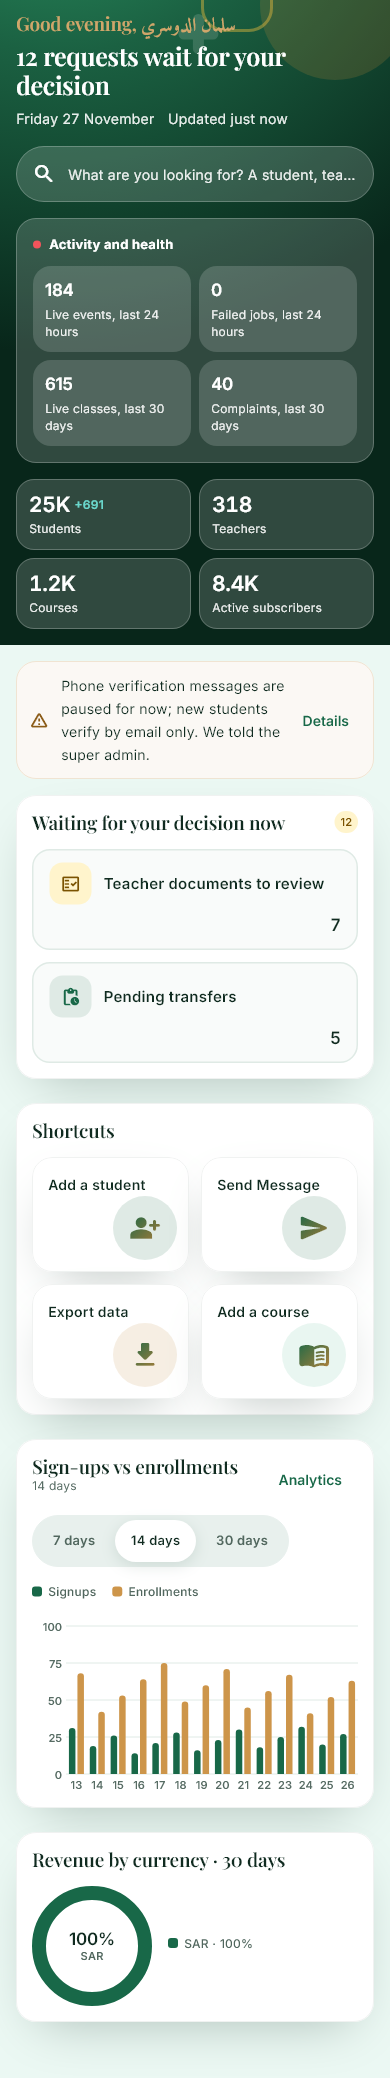 Good evening, سلمان الدوسري
12 requests wait for your
decision
Friday 27 November Updated just now
What are you looking for? A student, tea...
Activity and health
184
Live events, last 24
hours
0
Failed jobs, last 24
hours
615
Live classes, last 30
days
40
Complaints, last 30
days
25K +691
Students
318
Teachers
1.2K
Courses
8.4K
Active subscribers
Phone verification messages are
paused for now; new students
verify by email only. We told the
super admin.
Details
Waiting for your decision now
12
Teacher documents to review
7
Pending transfers
5
Shortcuts
Add a student
Send Message
Export data
Add a course
Sign-ups vs enrollments
14 days
Analytics
7 days 14 days 30 days
Signups Enrollments
100
75
50
25
0
13 14 15 16 17 18 19 20 21 22 23 24 25 26
Revenue by currency · 30 days
100%
SAR
SAR · 100%